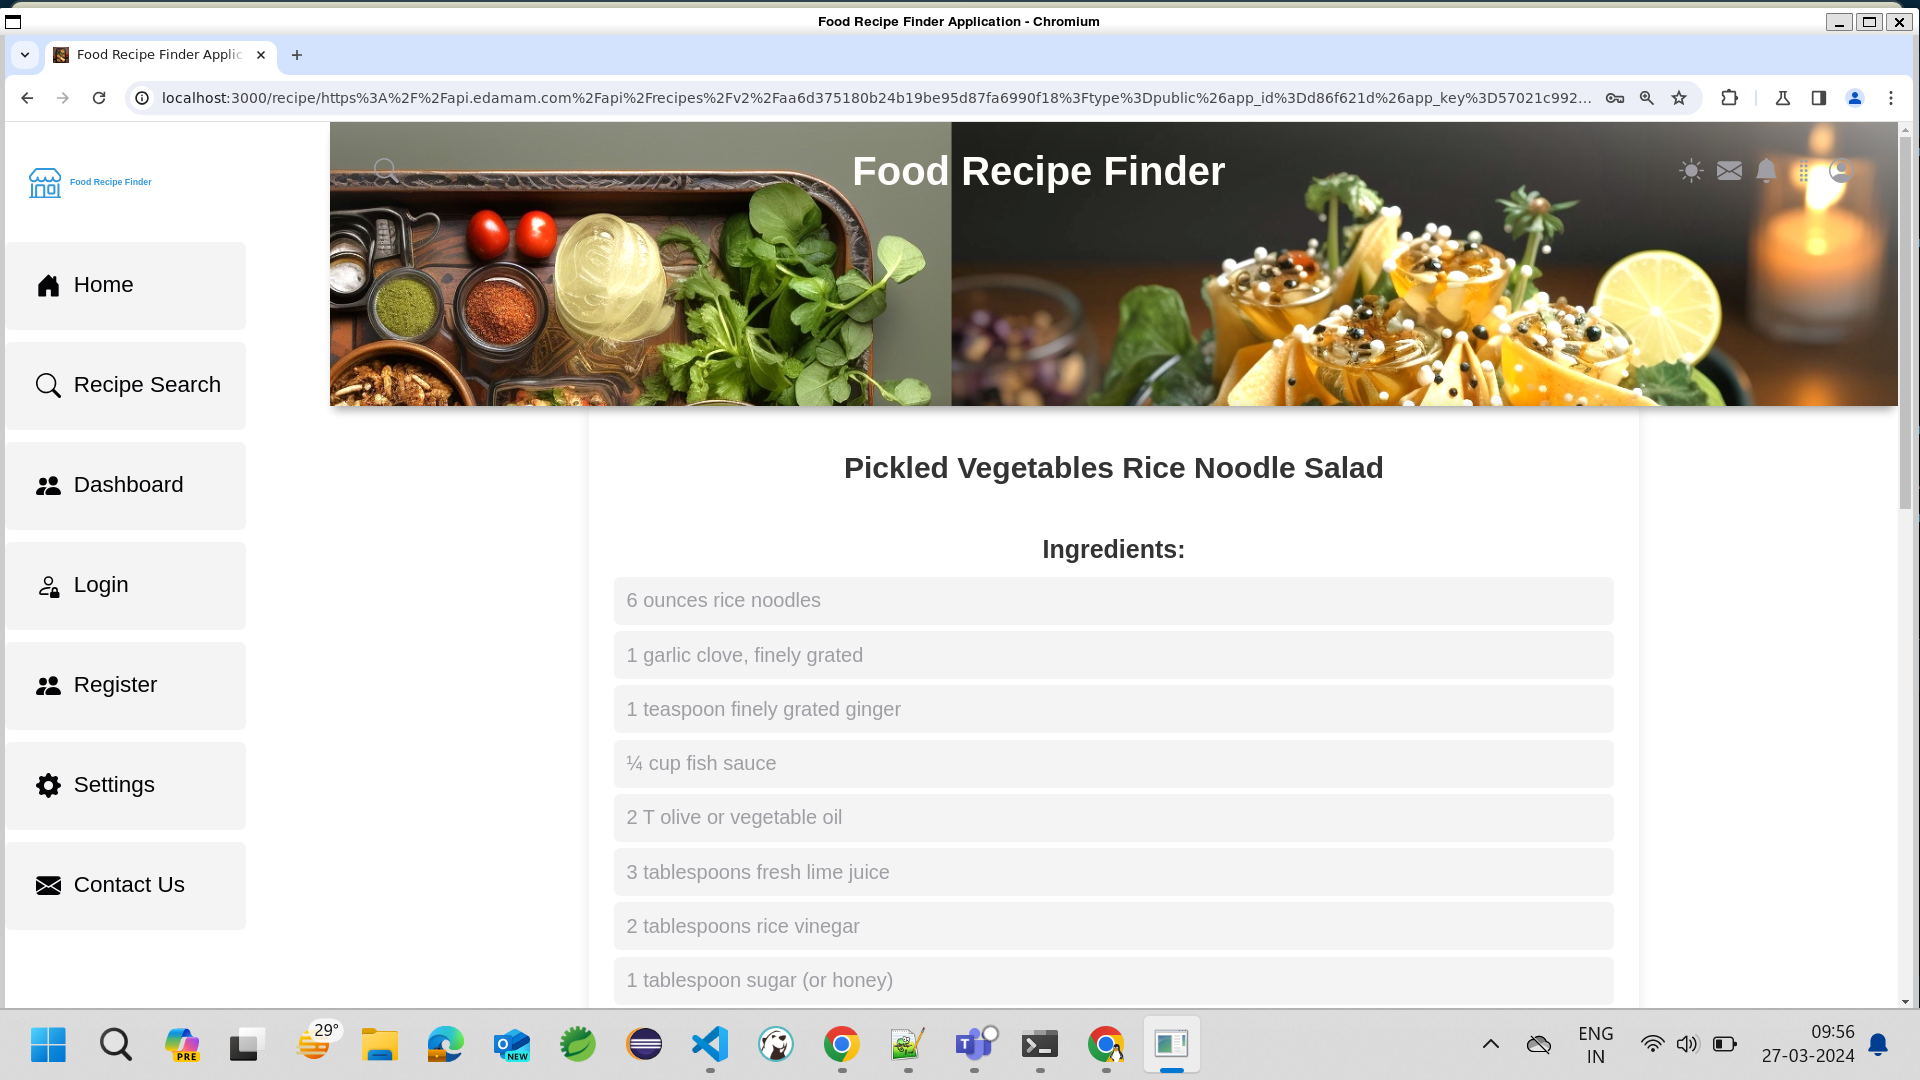 Food Recipe Finder Application - Chromium
Food Recipe Finder Applic
localhost:3000/recipe/https%3A%2F%2Fapi.edamam.com%2Fapi%2Frecipes%2Fv2%2Faa6d375180b24b19be95d87fa6990f18%3Ftype%3Dpublic%26app_id%3Dd86f621d%26app_key%3D57021c992...
Food Recipe Finder
Food Recipe Finder
Home
Recipe Search
Dashboard
Login
Register
Settings
Contact Us
Pickled Vegetables Rice Noodle Salad
Ingredients:
6 ounces rice noodles
1 garlic clove, finely grated
1 teaspoon finely grated ginger
¼ cup fish sauce
2 T olive or vegetable oil
3 tablespoons fresh lime juice
2 tablespoons rice vinegar
1 tablespoon sugar (or honey)
PRE
29°
NEW
ENG
IN
09:56
27-03-2024